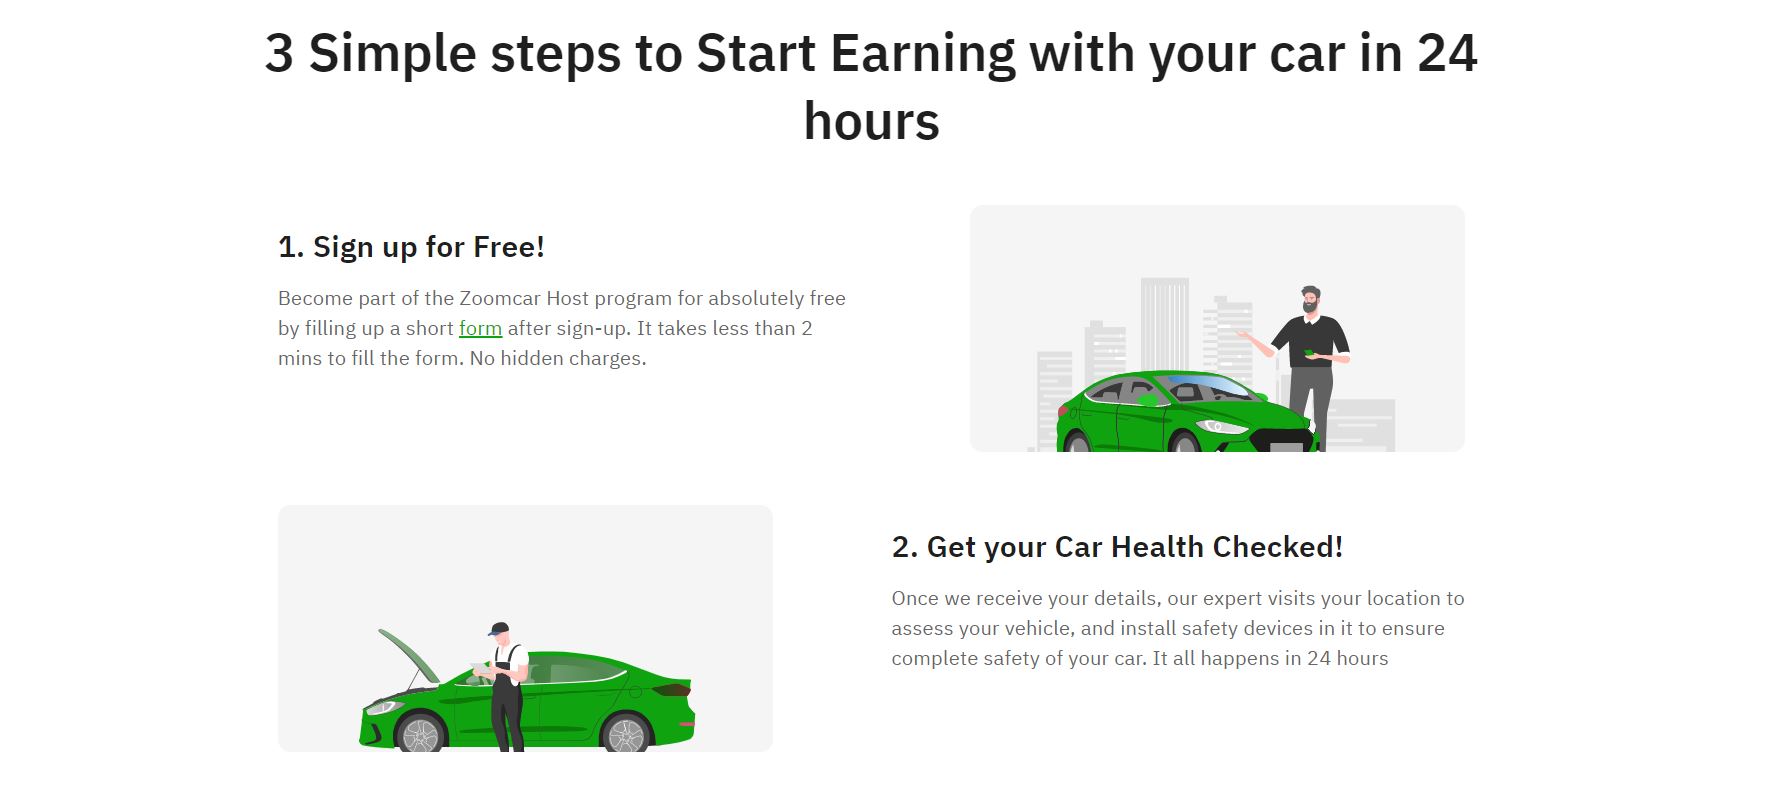 3 Simple steps to Start Earning with your car in 24
hours
1. Sign up for Free!
Become part of the Zoomcar Host program for absolutely free
by filling up a short form after sign-up. It takes less than 2
mins to fill the form. No hidden charges.
2. Get your Car Health Checked!
Once we receive your details, our expert visits your location to
assess your vehicle, and install safety devices in it to ensure
complete safety of your car. It all happens in 24 hours